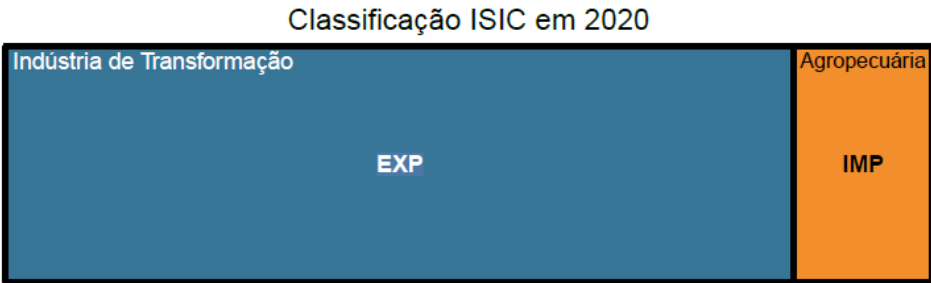 Classificação ISIC em 2020
Indústria de Transformação
Agropecuária
EXP
IMP